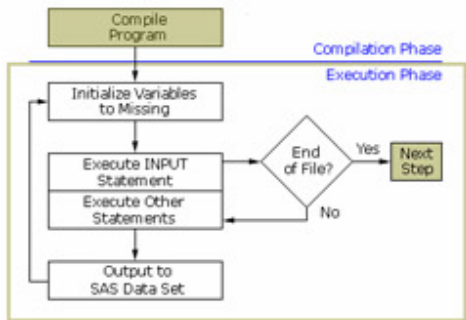 Compile
Program
Compilation Phase
Execution Phase
Initialize Variables
to Missing
Execute INPUT
Statement
End
of File?
Yes
Next
Step
Execute Other
Statements
No
Output to
SAS Data Set